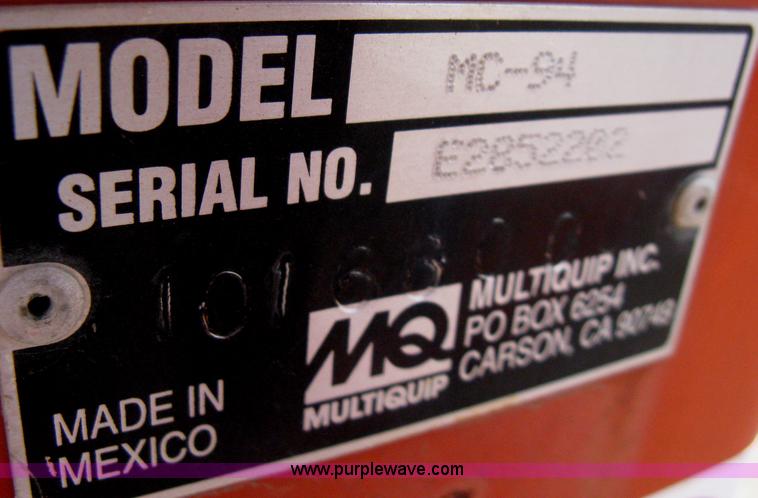 MODEL MC-94
SERIAL NO. E2852202
MQ
MULTIQUIP
MULTIQUIP INC.
PO BOX 6254
CARSON, CA 90749
MADE IN
MEXICO
www.purplewave.com